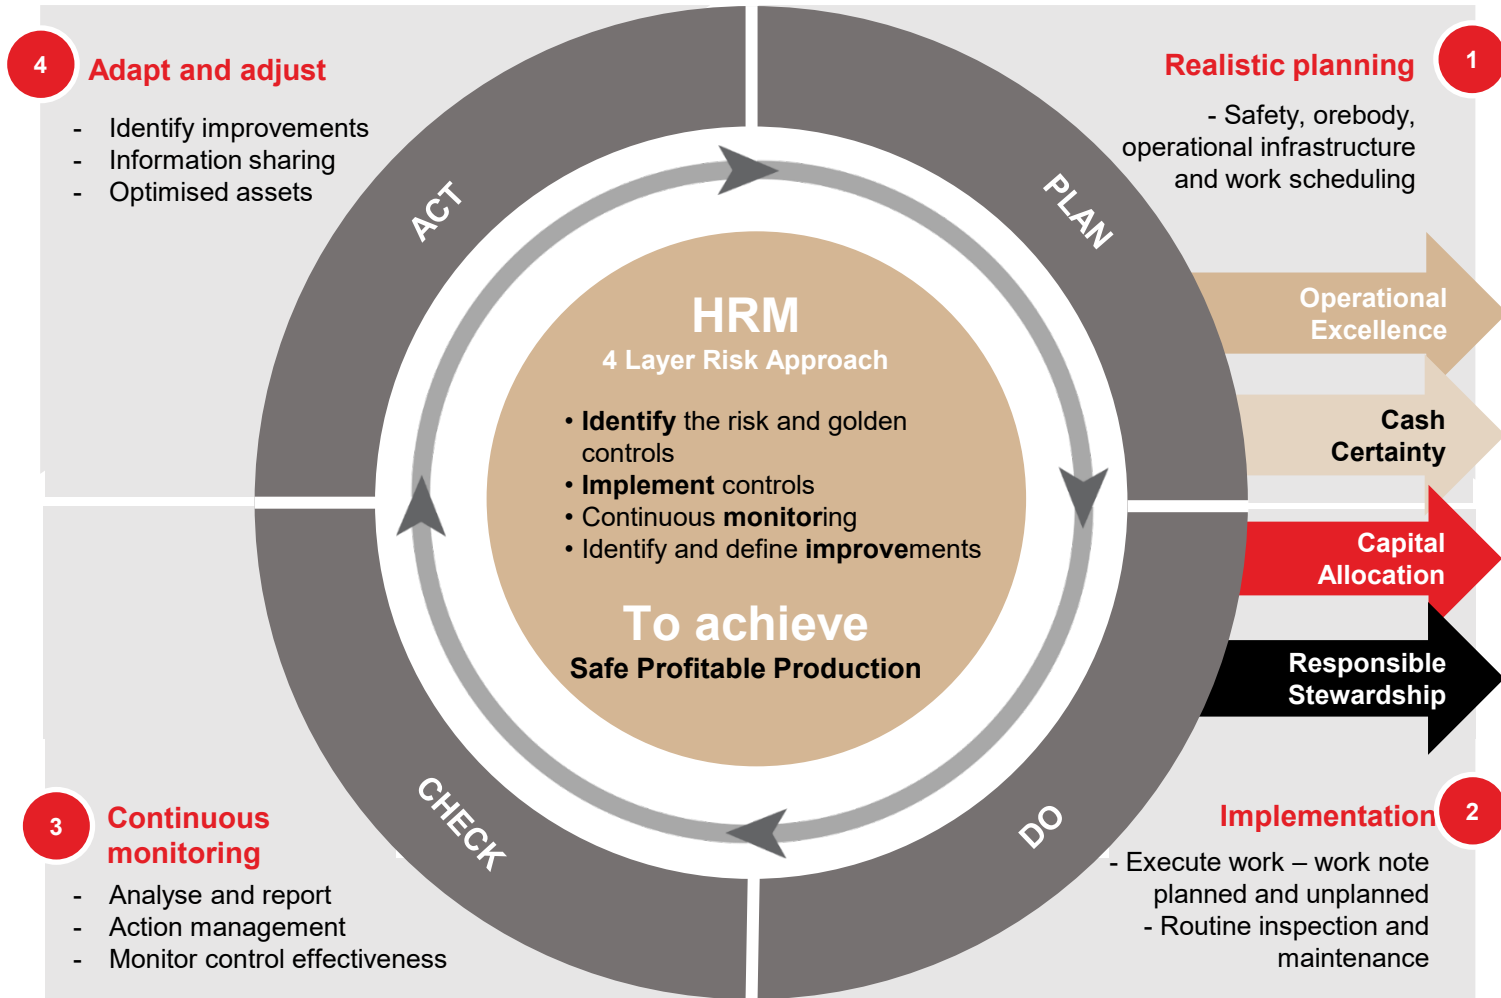 4
Adapt and adjust
- Identify improvements
- Information sharing
- Optimised assets
1
Realistic planning
- Safety, orebody,
operational infrastructure
and work scheduling
ACT
PLAN
HRM
4 Layer Risk Approach
• Identify the risk and golden
controls
• Implement controls
• Continuous monitoring
• Identify and define improvements
To achieve
Safe Profitable Production
Operational
Excellence
Cash
Certainty
Capital
Allocation
Responsible
Stewardship
CHECK
DO
3
Continuous
monitoring
- Analyse and report
- Action management
- Monitor control effectiveness
2
Implementation
- Execute work – work note
planned and unplanned
- Routine inspection and
maintenance